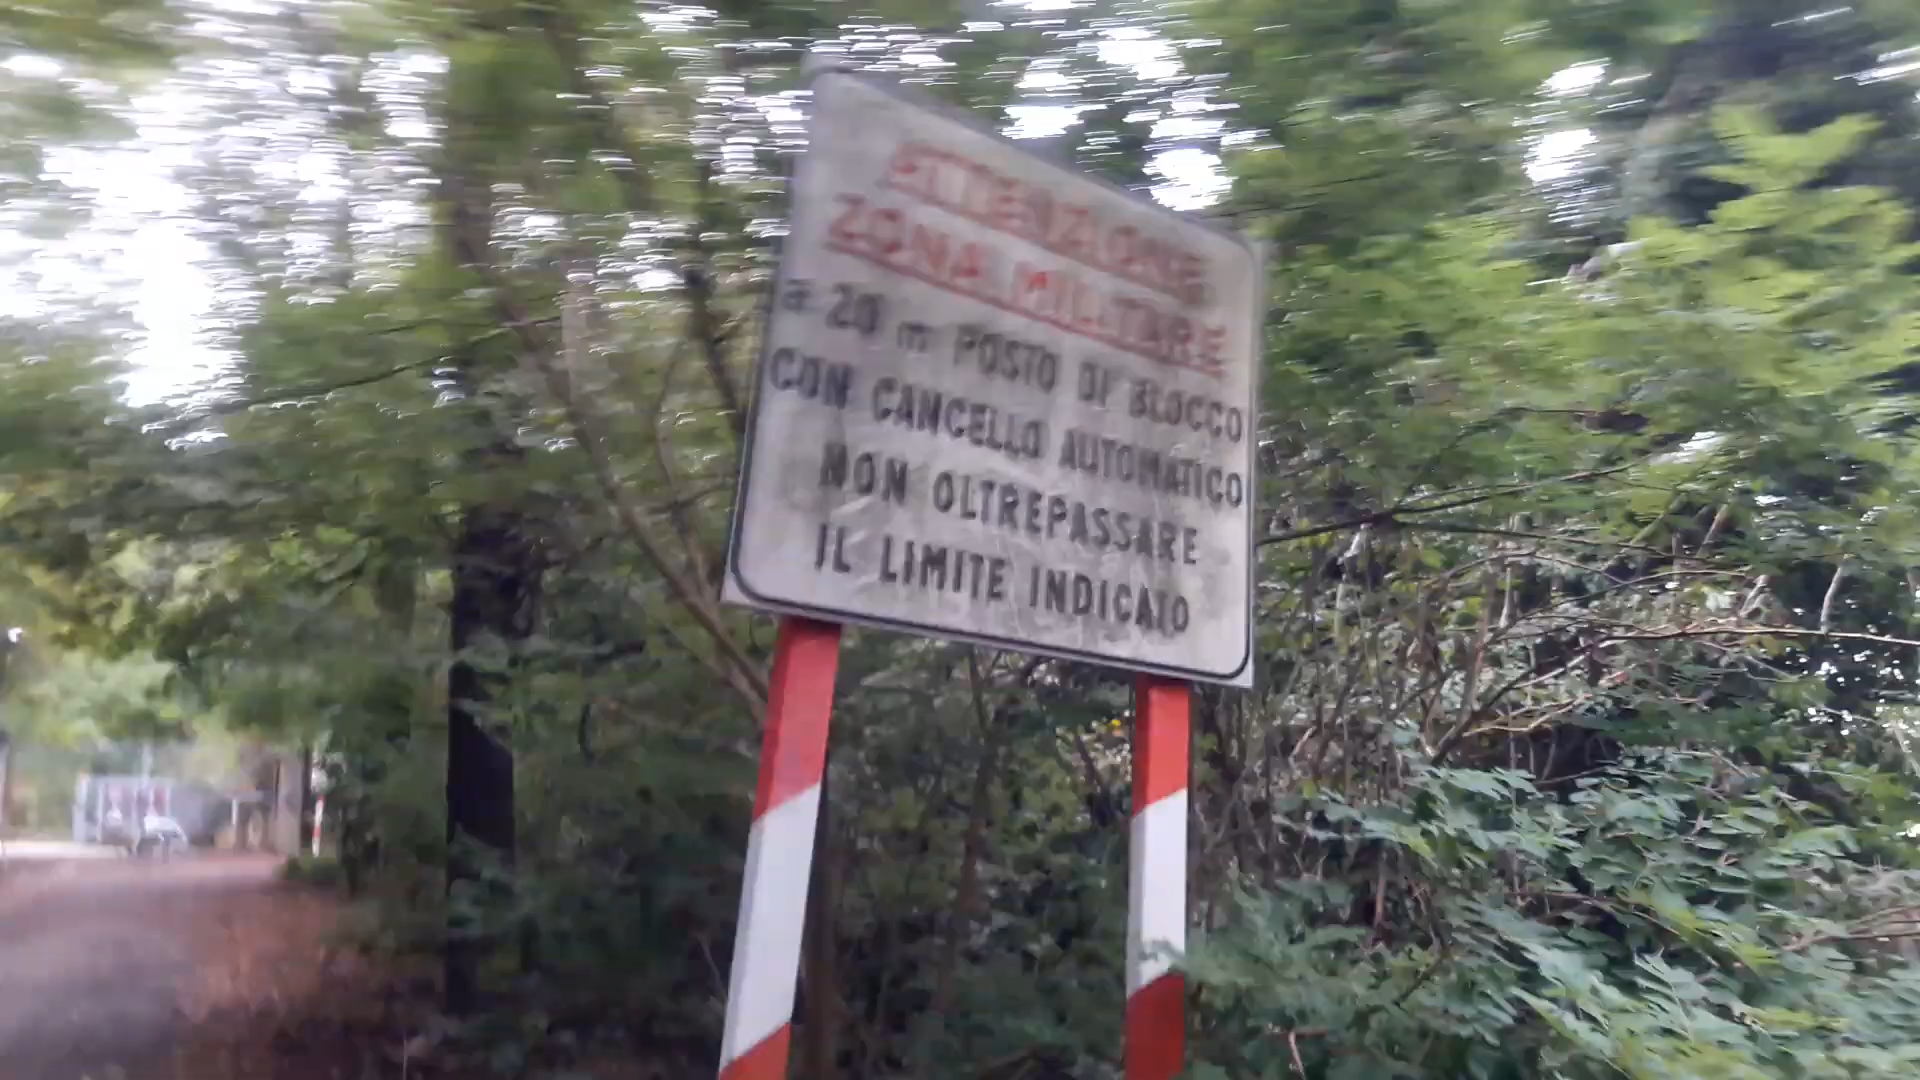 ATTENZIONE
ZONA MILITARE
a 20 m POSTO DI BLOCCO
CON CANCELLO AUTOMATICO
NON OLTREPASSARE
IL LIMITE INDICATO